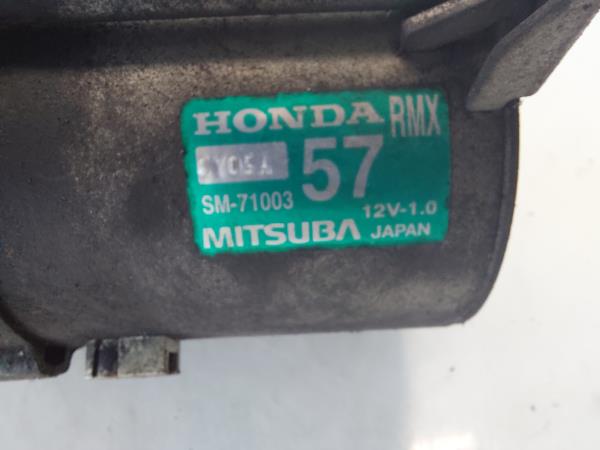 HONDA RMX
57
SM-71003
12V-1.0
MITSUBA JAPAN